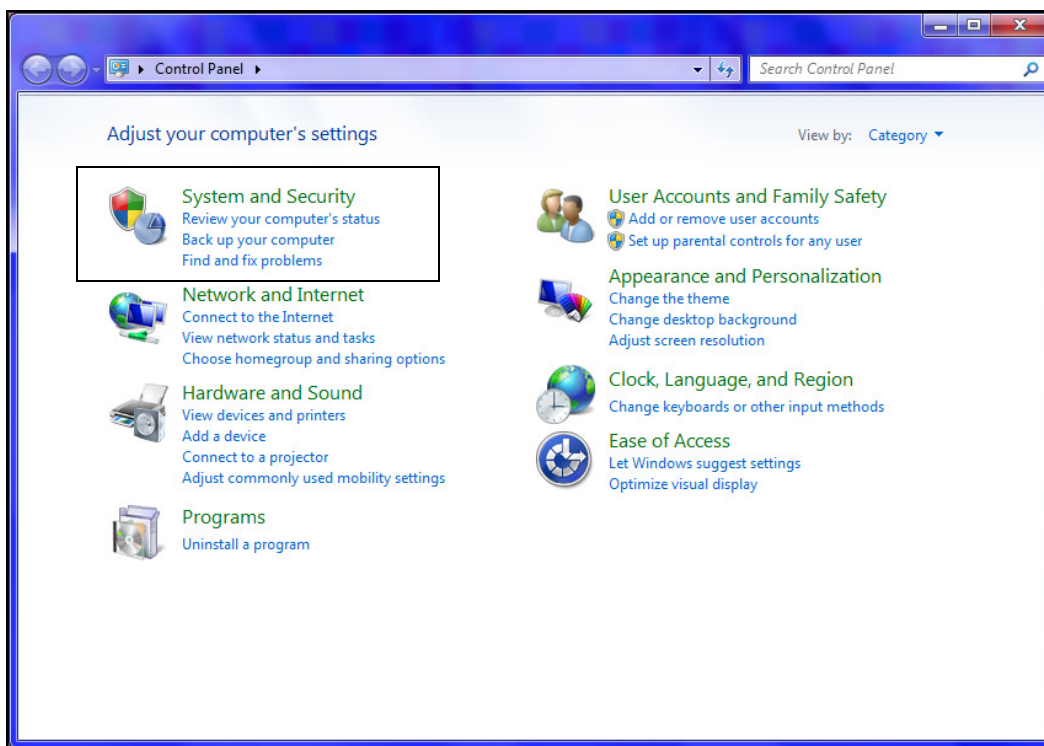 Control Panel
Search Control Panel
Adjust your computer's settings
View by: Category
System and Security
Review your computer's status
Back up your computer
Find and fix problems
Network and Internet
Connect to the Internet
View network status and tasks
Choose homegroup and sharing options
Hardware and Sound
View devices and printers
Add a device
Connect to a projector
Adjust commonly used mobility settings
Programs
Uninstall a program
User Accounts and Family Safety
Add or remove user accounts
Set up parental controls for any user
Appearance and Personalization
Change the theme
Change desktop background
Adjust screen resolution
Clock, Language, and Region
Change keyboards or other input methods
Ease of Access
Let Windows suggest settings
Optimize visual display